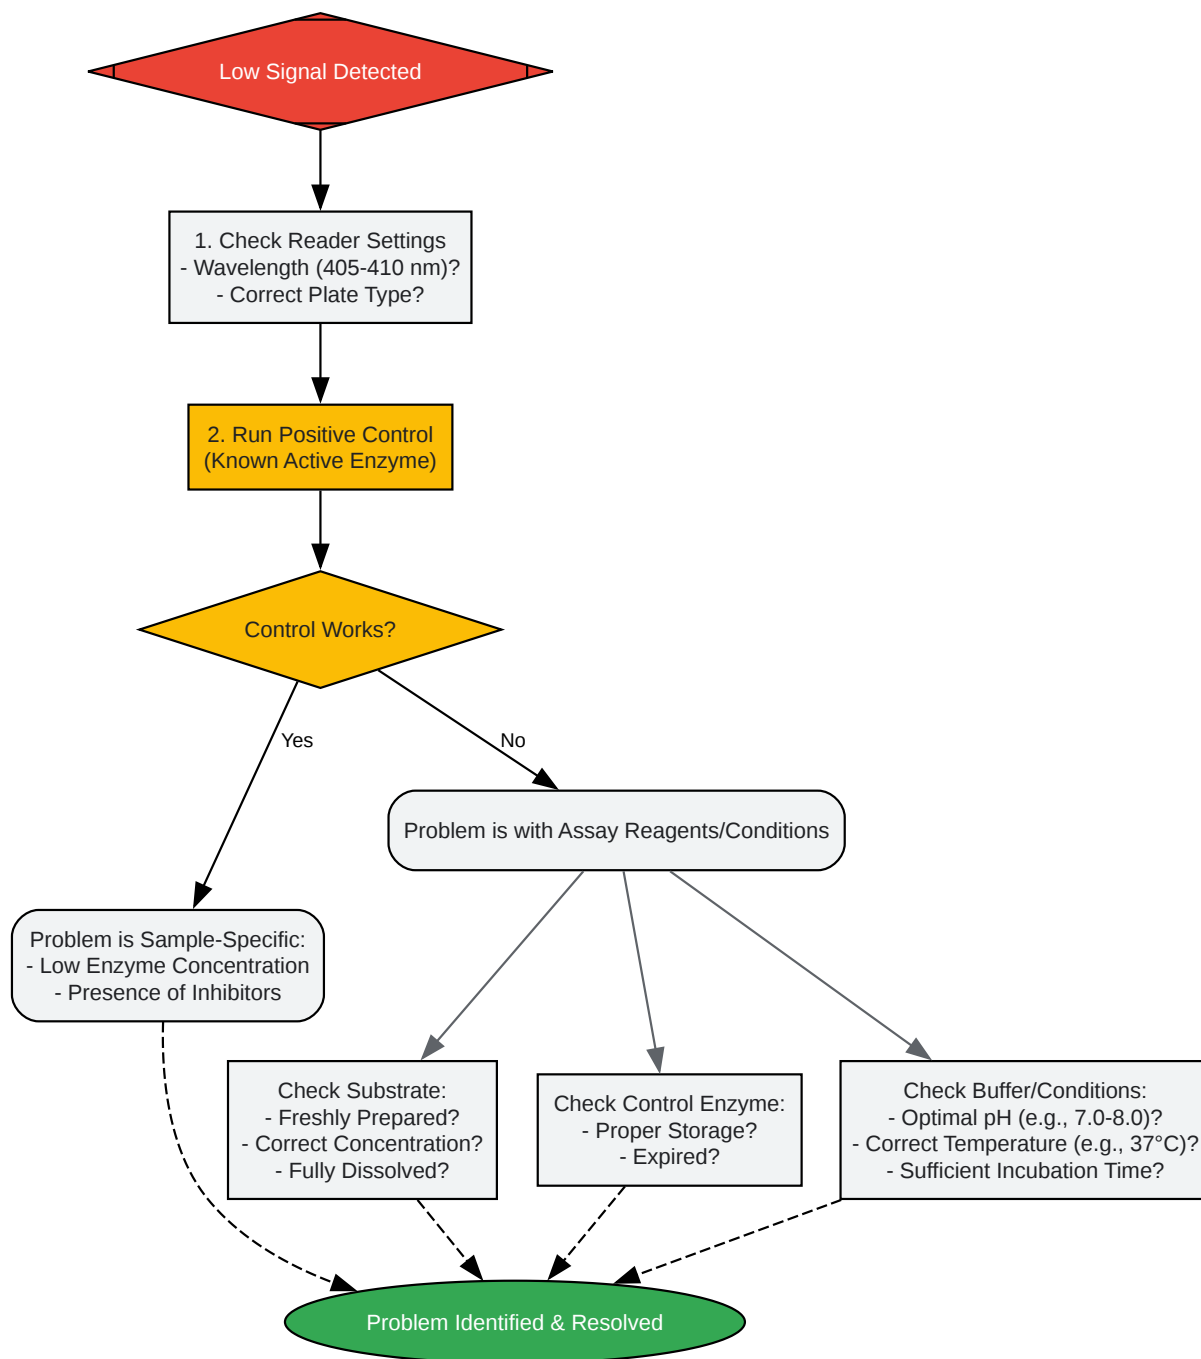 Low Signal Detected
1. Check Reader Settings
- Wavelength (405-410 nm)?
- Correct Plate Type?
2. Run Positive Control
(Known Active Enzyme)
Control Works?
Yes
No
Problem is with Assay Reagents/Conditions
Problem is Sample-Specific:
- Low Enzyme Concentration
- Presence of Inhibitors
Check Substrate:
- Freshly Prepared?
- Correct Concentration?
- Fully Dissolved?
Check Control Enzyme:
- Proper Storage?
- Expired?
Check Buffer/Conditions:
- Optimal pH (e.g., 7.0-8.0)?
- Correct Temperature (e.g., 37°C)?
- Sufficient Incubation Time?
Problem Identified & Resolved